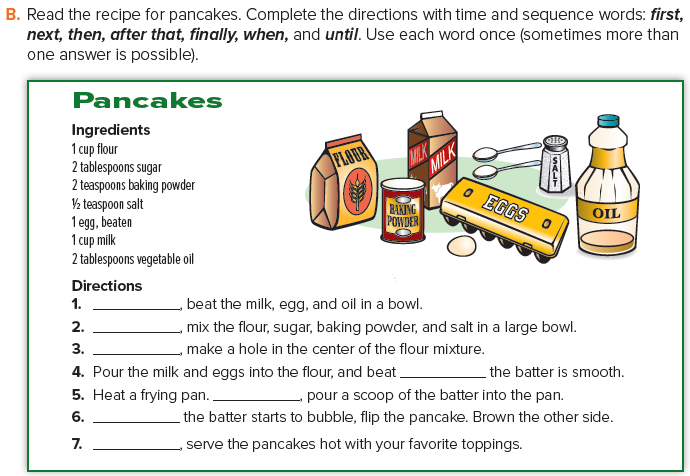 B. Read the recipe for pancakes. Complete the directions with time and sequence words: first,
next, then, after that, finally, when, and until. Use each word once (sometimes more than
one answer is possible).
Pancakes
Ingredients
1 cup flour
2 tablespoons sugar
2 teaspoons baking powder
½ teaspoon salt
1 egg, beaten
1 cup milk
2 tablespoons vegetable oil
FLOUR
MILK
MILK
BAKING
POWDER
EGGS
SALT
OIL
Directions
1. ____________, beat the milk, egg, and oil in a bowl.
2. ____________, mix the flour, sugar, baking powder, and salt in a large bowl.
3. ____________, make a hole in the center of the flour mixture.
4. Pour the milk and eggs into the flour, and beat ____________ the batter is smooth.
5. Heat a frying pan. ____________, pour a scoop of the batter into the pan.
6. ____________ the batter starts to bubble, flip the pancake. Brown the other side.
7. ____________, serve the pancakes hot with your favorite toppings.